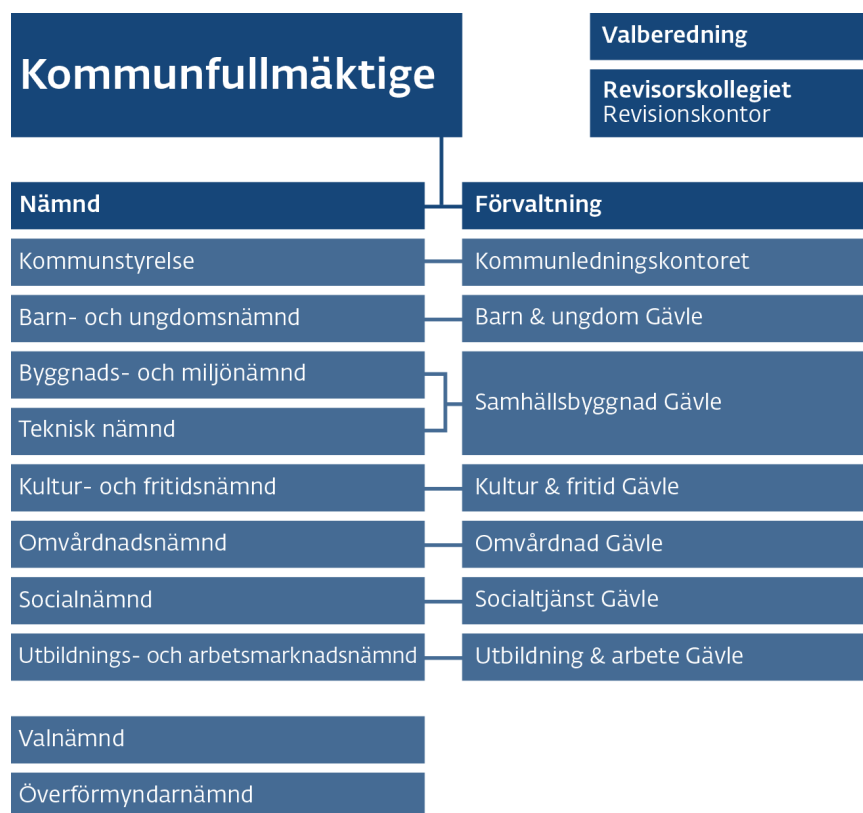 Kommunfullmäktige
Valberedning
Revisorskollegiet
Revisionskontor
Nämnd
Förvaltning
Kommunstyrelse
Kommunledningskontoret
Barn- och ungdomsnämnd
Barn & ungdom Gävle
Byggnads- och miljönämnd
Samhällsbyggnad Gävle
Teknisk nämnd
Kultur- och fritidsnämnd
Kultur & fritid Gävle
Omvårdnadsnämnd
Omvårdnad Gävle
Socialnämnd
Socialtjänst Gävle
Utbildnings- och arbetsmarknadsnämnd
Utbildning & arbete Gävle
Valnämnd
Överförmyndarnämnd